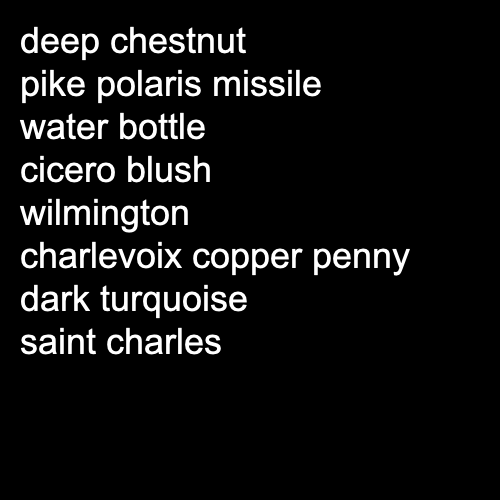 deep chestnut
pike polaris missile
water bottle
cicero blush
wilmington
charlevoix copper penny
dark turquoise
saint charles